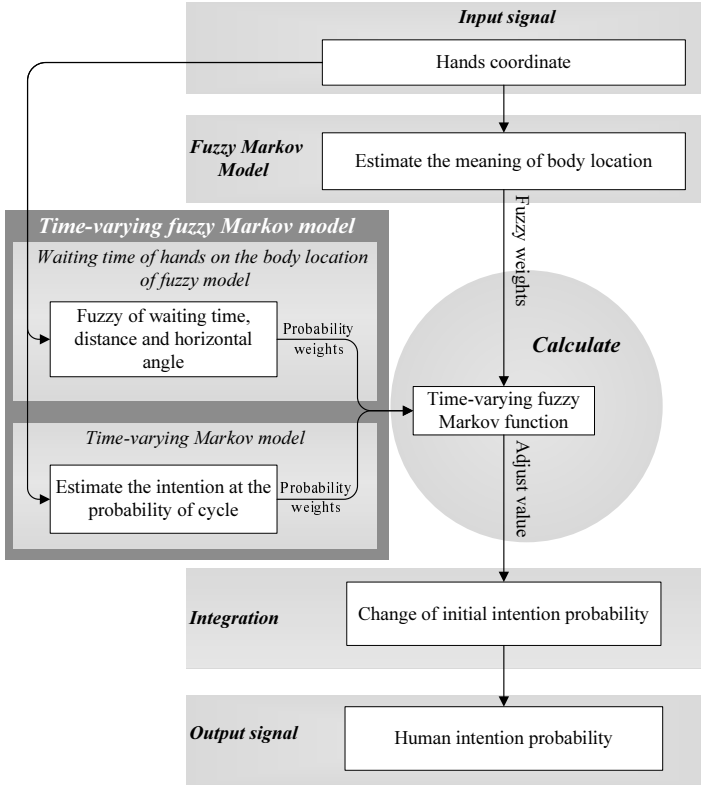 Input signal
Hands coordinate
Fuzzy Markov
Model
Estimate the meaning of body location
Fuzzy weights
Time-varying fuzzy Markov model
Waiting time of hands on the body location
of fuzzy model
Fuzzy of waiting time,
distance and horizontal
angle
Probability
weights
Calculate
Time-varying fuzzy
Markov function
Time-varying Markov model
Estimate the intention at the
probability of cycle
Probability
weights
Adjust value
Integration
Change of initial intention probability
Output signal
Human intention probability